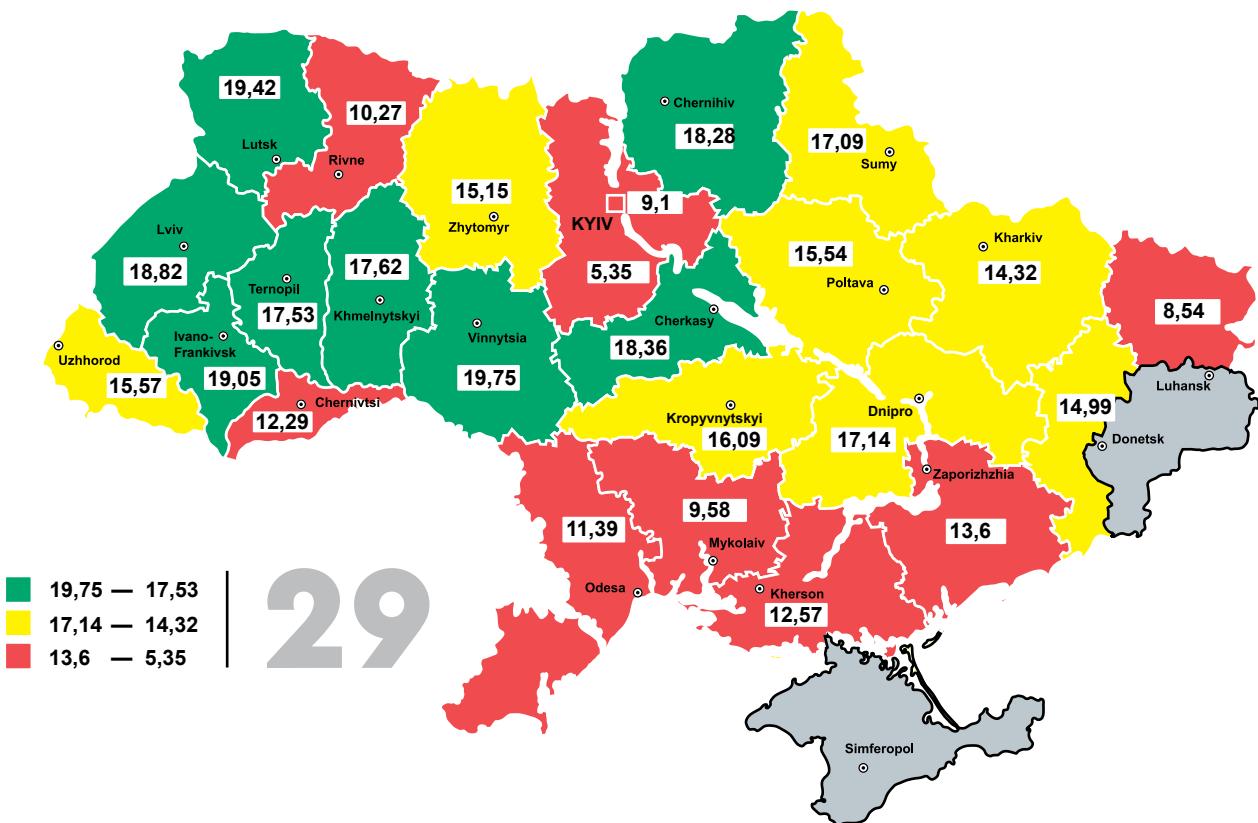 19,42
10,27
Chernihiv
18,28
17,09
Sumy
Lutsk
Rivne
15,15
Zhytomyr
9,1
KYIV
Lviv
18,82
17,62
Khmelnytskyi
Ternopil
17,53
5,35
15,54
Poltava
Kharkiv
14,32
8,54
Luhansk
Uzhhorod
15,57
Ivano-
Frankivsk
19,05
Vinnytsia
19,75
Cherkasy
18,36
Chernivtsi
12,29
Kropyvnytskyi
16,09
Dnipro
17,14
14,99
Donetsk
Zaporizhzhia
13,6
11,39
Odesa
9,58
Mykolaiv
Kherson
12,57
Simferopol
19,75 — 17,53
17,14 — 14,32
13,6 — 5,35
29